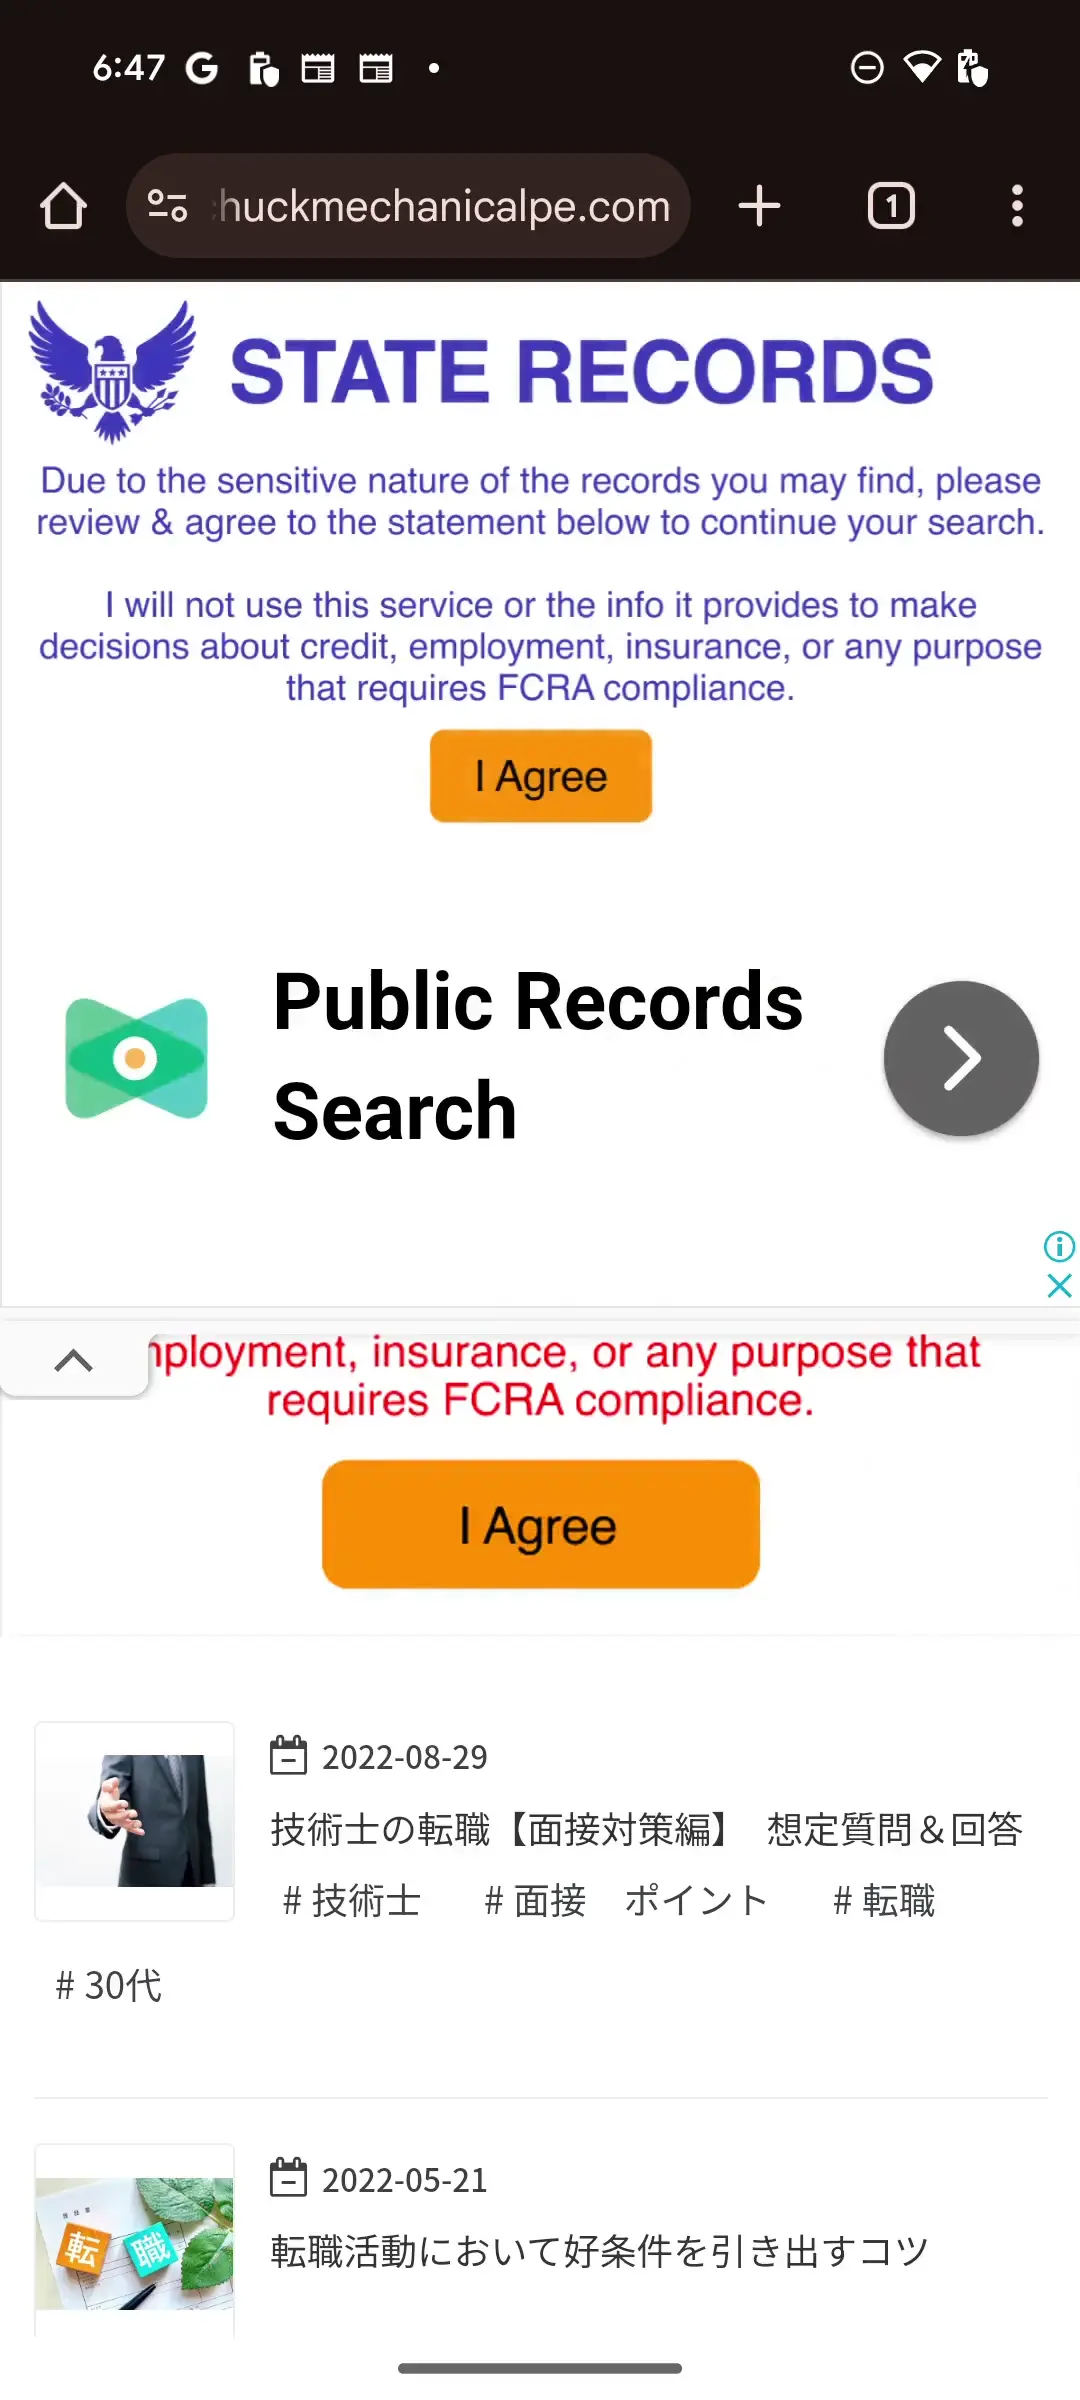 6:47
huckmechanicalpe.com
1
STATE RECORDS
Due to the sensitive nature of the records you may find, please
review & agree to the statement below to continue your search.
I will not use this service or the info it provides to make
decisions about credit, employment, insurance, or any purpose
that requires FCRA compliance.
I Agree
Public Records
Search
nployment, insurance, or any purpose that
requires FCRA compliance.
I Agree
2022-08-29
技術士の転職【面接対策編】 想定質問＆回答
# 技術士 # 面接 ポイント # 転職
# 30代
2022-05-21
転職活動において好条件を引き出すコツ
転 職